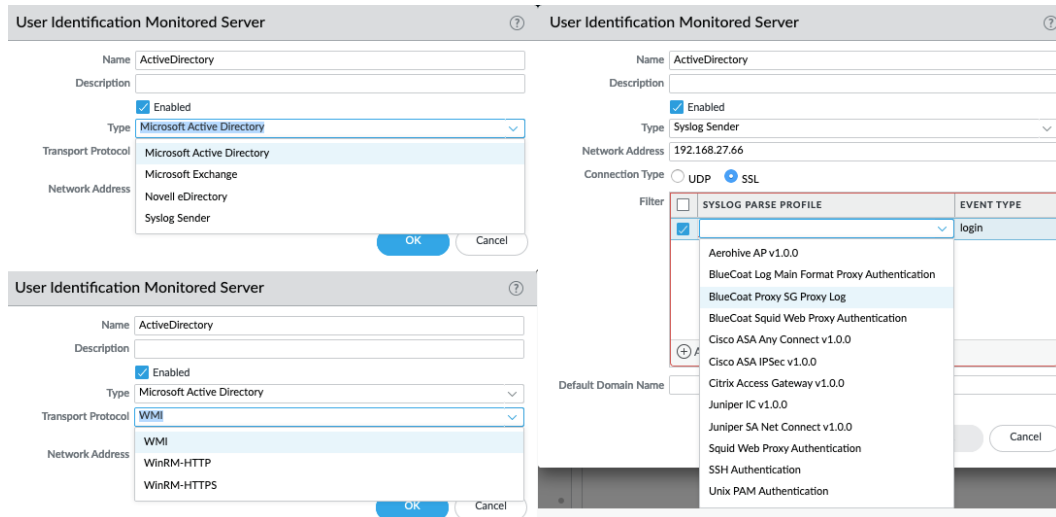 User Identification Monitored Server
?
Name ActiveDirectory
Description
Enabled
Type Microsoft Active Directory
Transport Protocol
Microsoft Active Directory
Microsoft Exchange
Network Address
Novell eDirectory
Syslog Sender
OK Cancel
User Identification Monitored Server
?
Name ActiveDirectory
Description
Enabled
Type Microsoft Active Directory
Transport Protocol WMI
WMI
Network Address
WinRM-HTTP
WinRM-HTTPS
OK Cancel
User Identification Monitored Server
?
Name ActiveDirectory
Description
Enabled
Type Syslog Sender
Network Address 192.168.27.66
Connection Type UDP SSL
Filter SYSLOG PARSE PROFILE EVENT TYPE
login
Aerohive AP v1.0.0
BlueCoat Log Main Format Proxy Authentication
BlueCoat Proxy SG Proxy Log
BlueCoat Squid Web Proxy Authentication
Cisco ASA Any Connect v1.0.0
Cisco ASA IPSec v1.0.0
Default Domain Name
Citrix Access Gateway v1.0.0
Juniper IC v1.0.0
Juniper SA Net Connect v1.0.0
Cancel
Squid Web Proxy Authentication
SSH Authentication
Unix PAM Authentication